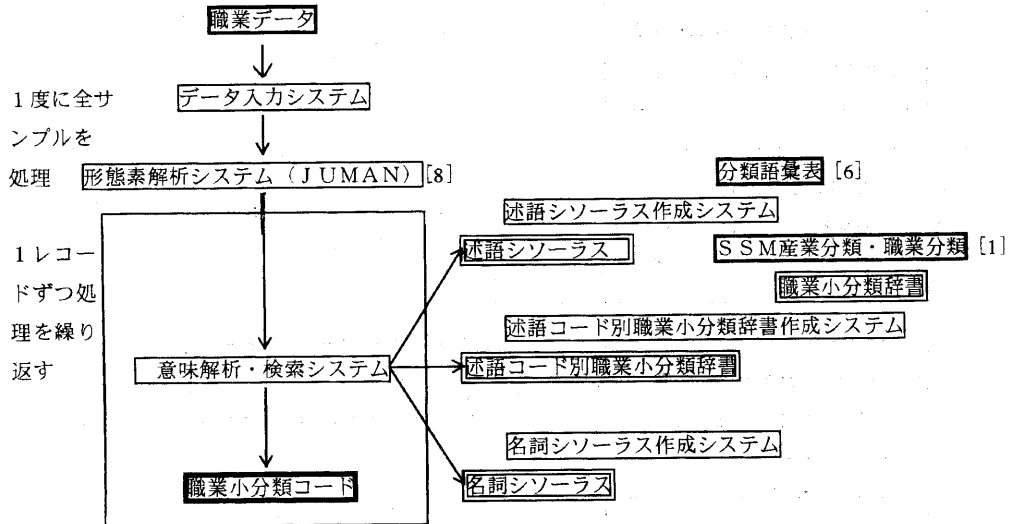 職業データ
1度に全サ
ンプルを
処理
データ入力システム
形態素解析システム（JUMAN）[8]
分類語彙表 [6]
述語シソーラス作成システム
述語シソーラス
SSM産業分類・職業分類 [1]
職業小分類辞書
1レコー
ドずつ処
理を繰り
返す
述語コード別職業小分類辞書作成システム
意味解析・検索システム
述語コード別職業小分類辞書
名詞シソーラス作成システム
名詞シソーラス
職業小分類コード